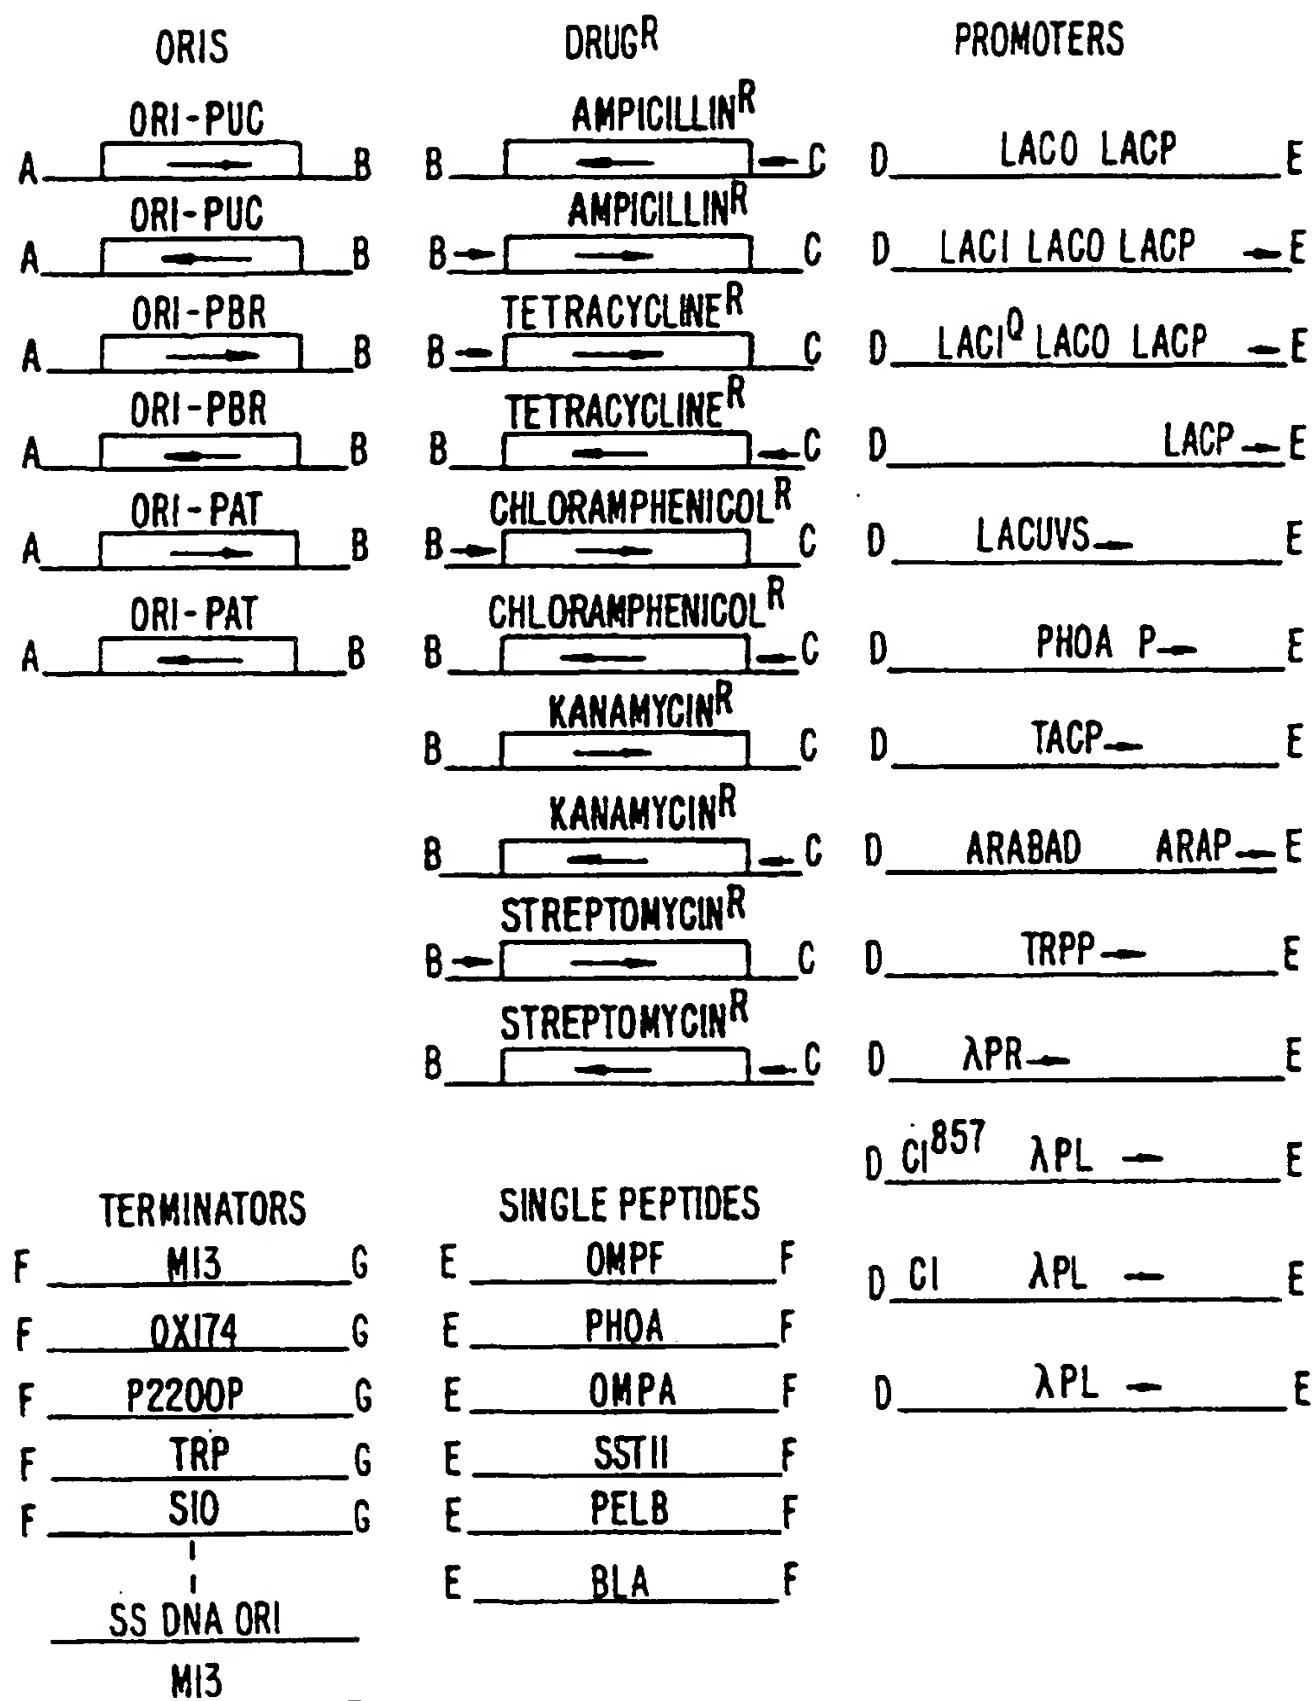 ORIS
ORI-PUC
A B
ORI-PUC
A B
ORI-PBR
A B
ORI-PBR
A B
ORI-PAT
A B
ORI-PAT
A B
DRUGR
AMPICILLINR
B C
AMPICILLINR
B C
TETRACYCLINER
B C
TETRACYCLINER
B C
CHLORAMPHENICOLR
B C
CHLORAMPHENICOLR
B C
KANAMYCINR
B C
KANAMYCINR
B C
STREPTOMYCINR
B C
STREPTOMYCINR
B C
PROMOTERS
D LACO LACP E
D LACI LACO LACP E
D LACIQ LACO LACP E
D LACP E
D LACUVS E
D PHOA P E
D TACP E
D ARABAD ARAP E
D TRPP E
D λPR E
D CI857 λPL E
D CI λPL E
D λPL E
TERMINATORS
F M13 G
F OX174 G
F P22OOP G
F TRP G
F S10 G
SS DNA ORI
M13
SINGLE PEPTIDES
E OMPF F
E PHOA F
E OMPA F
E SSTII F
E PELB F
E BLA F